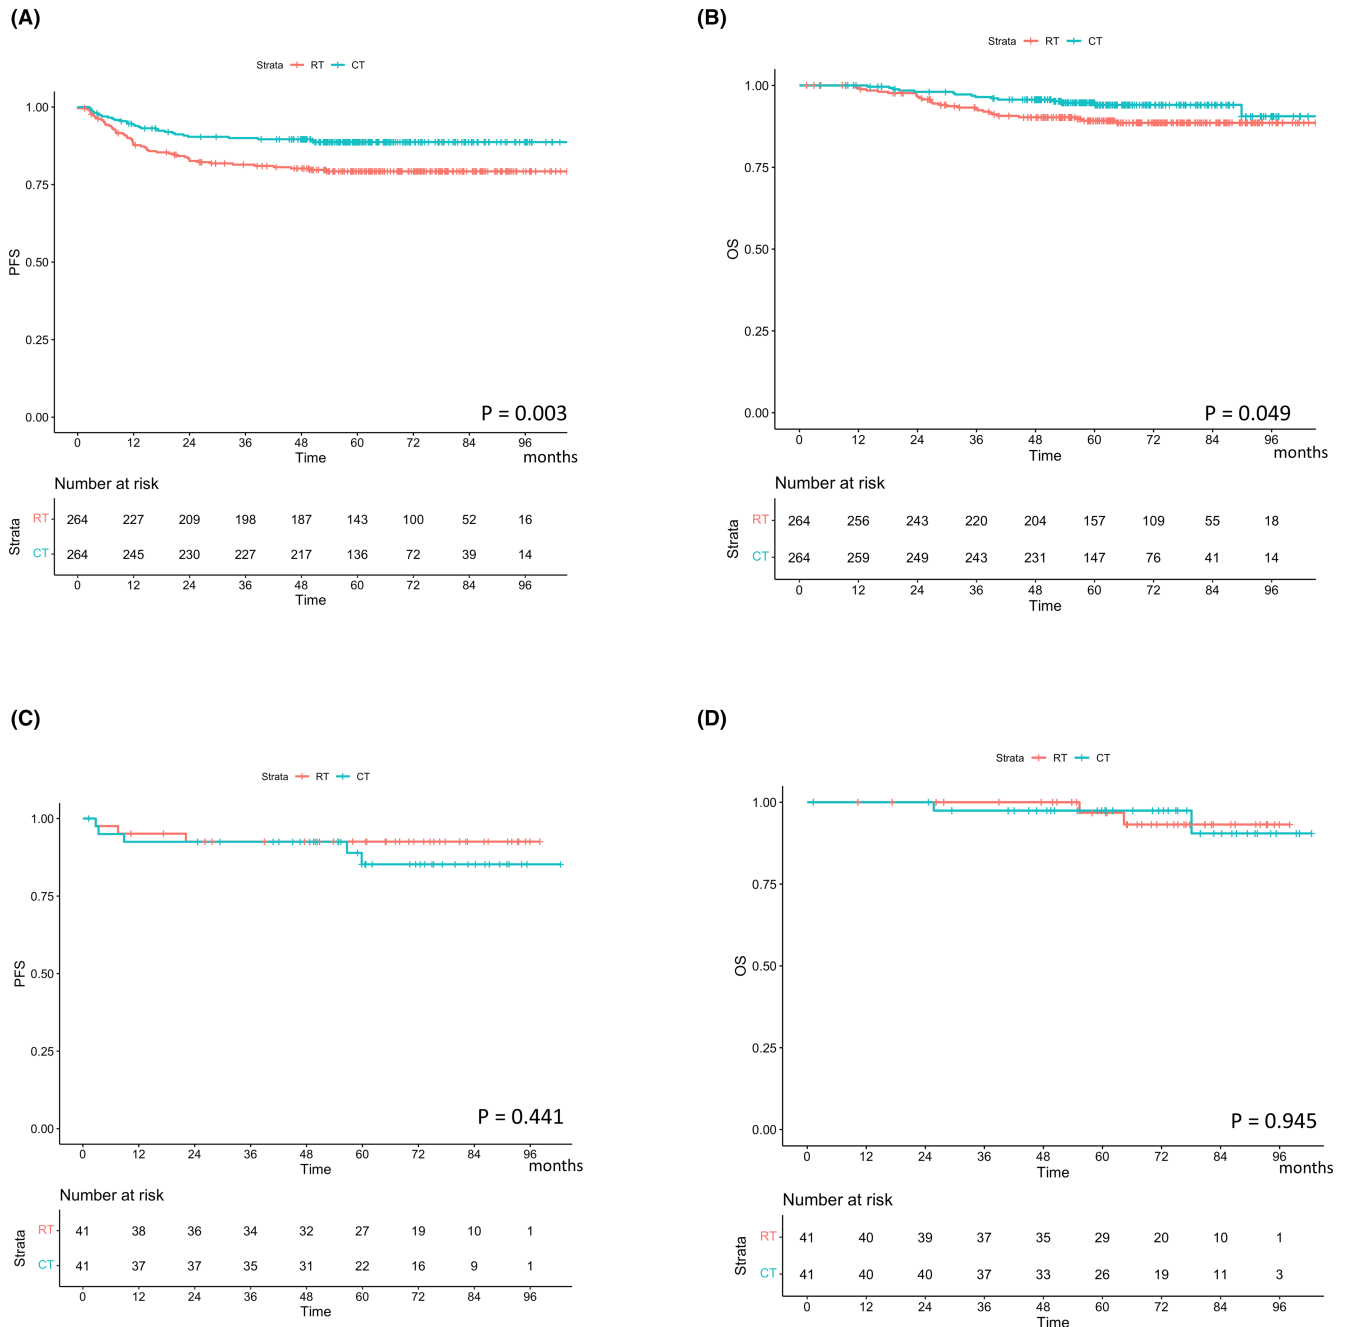 (A)
Strata RT CT
1.00
0.75
0.50
0.25
0.00
PFS
P = 0.003
0 12 24 36 48 60 72 84 96
Time
months
Number at risk
Strata
RT 264 227 209 198 187 143 100 52 16
CT 264 245 230 227 217 136 72 39 14
0 12 24 36 48 60 72 84 96
Time
(B)
Strata RT CT
1.00
0.75
0.50
0.25
0.00
OS
P = 0.049
0 12 24 36 48 60 72 84 96
Time
months
Number at risk
Strata
RT 264 256 243 220 204 157 109 55 18
CT 264 259 249 243 231 147 76 41 14
0 12 24 36 48 60 72 84 96
Time
(C)
Strata RT CT
1.00
0.75
0.50
0.25
0.00
PFS
P = 0.441
0 12 24 36 48 60 72 84 96
Time
months
Number at risk
Strata
RT 41 38 36 34 32 27 19 10 1
CT 41 37 37 35 31 22 16 9 1
0 12 24 36 48 60 72 84 96
Time
(D)
Strata RT CT
1.00
0.75
0.50
0.25
0.00
OS
P = 0.945
0 12 24 36 48 60 72 84 96
Time
months
Number at risk
Strata
RT 41 40 39 37 35 29 20 10 1
CT 41 40 40 37 33 26 19 11 3
0 12 24 36 48 60 72 84 96
Time